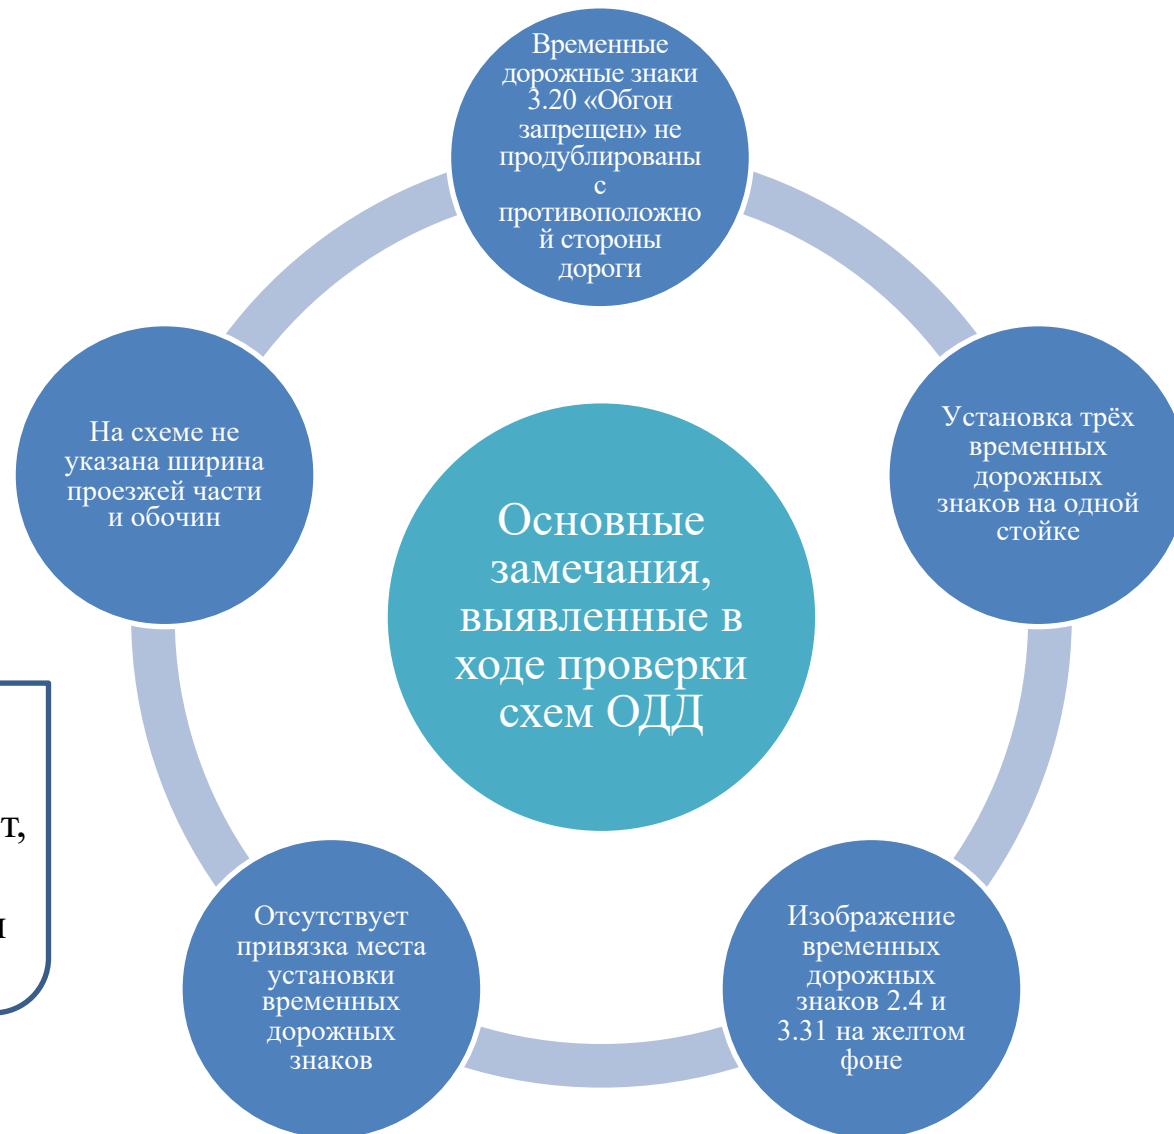 Временные
дорожные знаки
3.20 «Обгон
запрещен» не
продублированы
с
противоположно
й стороны
дороги
Установка трёх
временных
дорожных
знаков на одной
стойке
Изображение
временных
дорожных
знаков 2.4 и
3.31 на желтом
фоне
Отсутствует
привязка места
установки
временных
дорожных
знаков
На схеме не
указана ширина
проезжей части
и обочин
Основные
замечания,
выявленные в
ходе проверки
схем ОДД